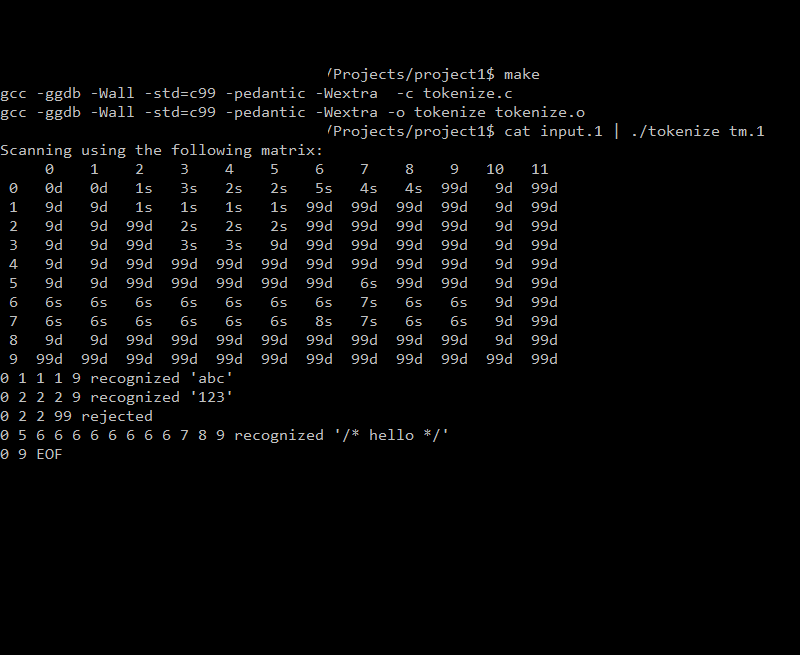 /Projects/project1$ make
gcc -ggdb -Wall -std=c99 -pedantic -Wextra  -c tokenize.c
gcc -ggdb -Wall -std=c99 -pedantic -Wextra -o tokenize tokenize.o
/Projects/project1$ cat input.1 | ./tokenize tm.1
Scanning using the following matrix:
     0    1    2    3    4    5    6    7    8    9   10   11
 0   0d   0d   1s   3s   2s   2s   5s   4s   4s  99d   9d  99d
 1   9d   9d   1s   1s   1s   1s  99d  99d  99d  99d   9d  99d
 2   9d   9d  99d   2s   2s   2s  99d  99d  99d  99d   9d  99d
 3   9d   9d  99d   3s   3s   9d  99d  99d  99d  99d   9d  99d
 4   9d   9d  99d  99d  99d  99d  99d  99d  99d  99d   9d  99d
 5   9d   9d  99d  99d  99d  99d  99d   6s  99d  99d   9d  99d
 6   6s   6s   6s   6s   6s   6s   6s   7s   6s   6s   9d  99d
 7   6s   6s   6s   6s   6s   6s   8s   7s   6s   6s   9d  99d
 8   9d   9d  99d  99d  99d  99d  99d  99d  99d  99d   9d  99d
 9  99d  99d  99d  99d  99d  99d  99d  99d  99d  99d  99d  99d
0 1 1 1 9 recognized 'abc'
0 2 2 2 9 recognized '123'
0 2 2 99 rejected
0 5 6 6 6 6 6 6 6 6 7 8 9 recognized '/* hello */'
0 9 EOF